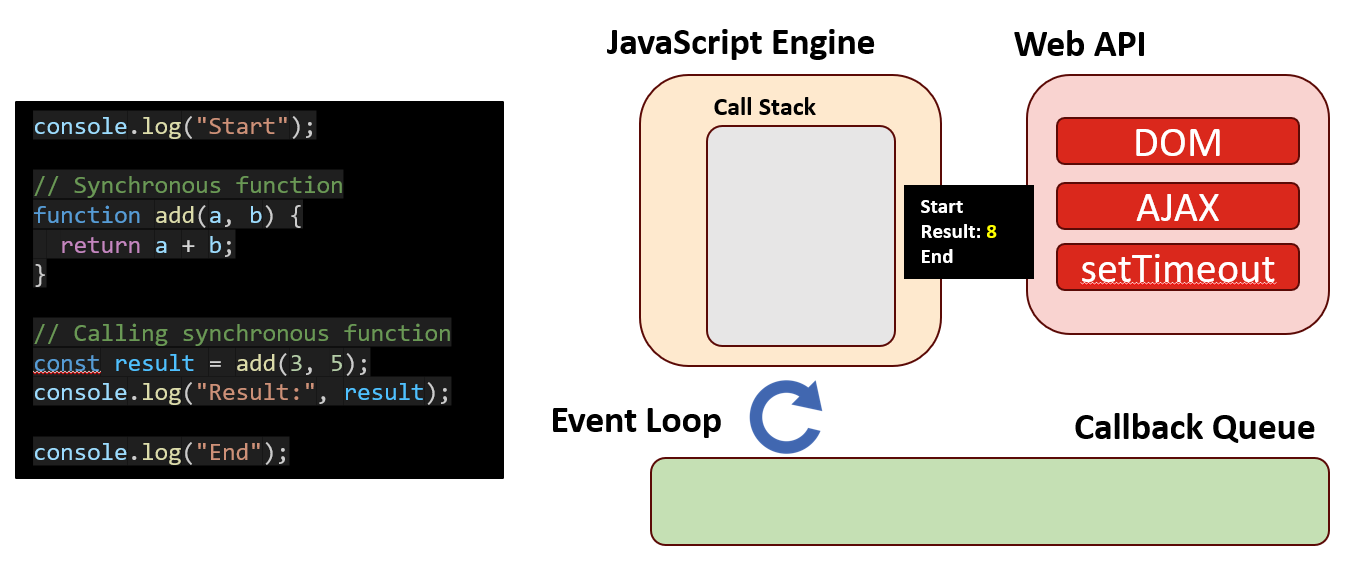 console.log("Start");
// Synchronous function
function add(a, b) {
  return a + b;
}
// Calling synchronous function
const result = add(3, 5);
console.log("Result:", result);
console.log("End");
JavaScript Engine
Call Stack
Start
Result: 8
End
Web API
DOM
AJAX
setTimeout
Event Loop
Callback Queue